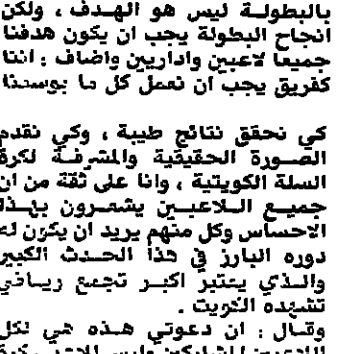 بالبطولة ليس هو الهدف ، ولكن
انجاح البطولة يجب ان يكون هدفنا
جميعا لاعبين واداريين واضاف : اننا
كفريق يجب ان نعمل كل ما بوسعنا
كي نحقق نتائج طيبة ، وكي نقدم
الصورة الحقيقية والمشرفة لكرة
السلة الكويتية ، وانا على ثقة من ان
جميع اللاعبين يشعرون بهذا
الاحساس وكل منهم يريد ان يكون له
دوره البارز في هذا الحدث الكبير
والذي يعتبر اكبر تجمع رياضي
تشهده الكويت .
وقال : ان دعوتي هذه هي لكل